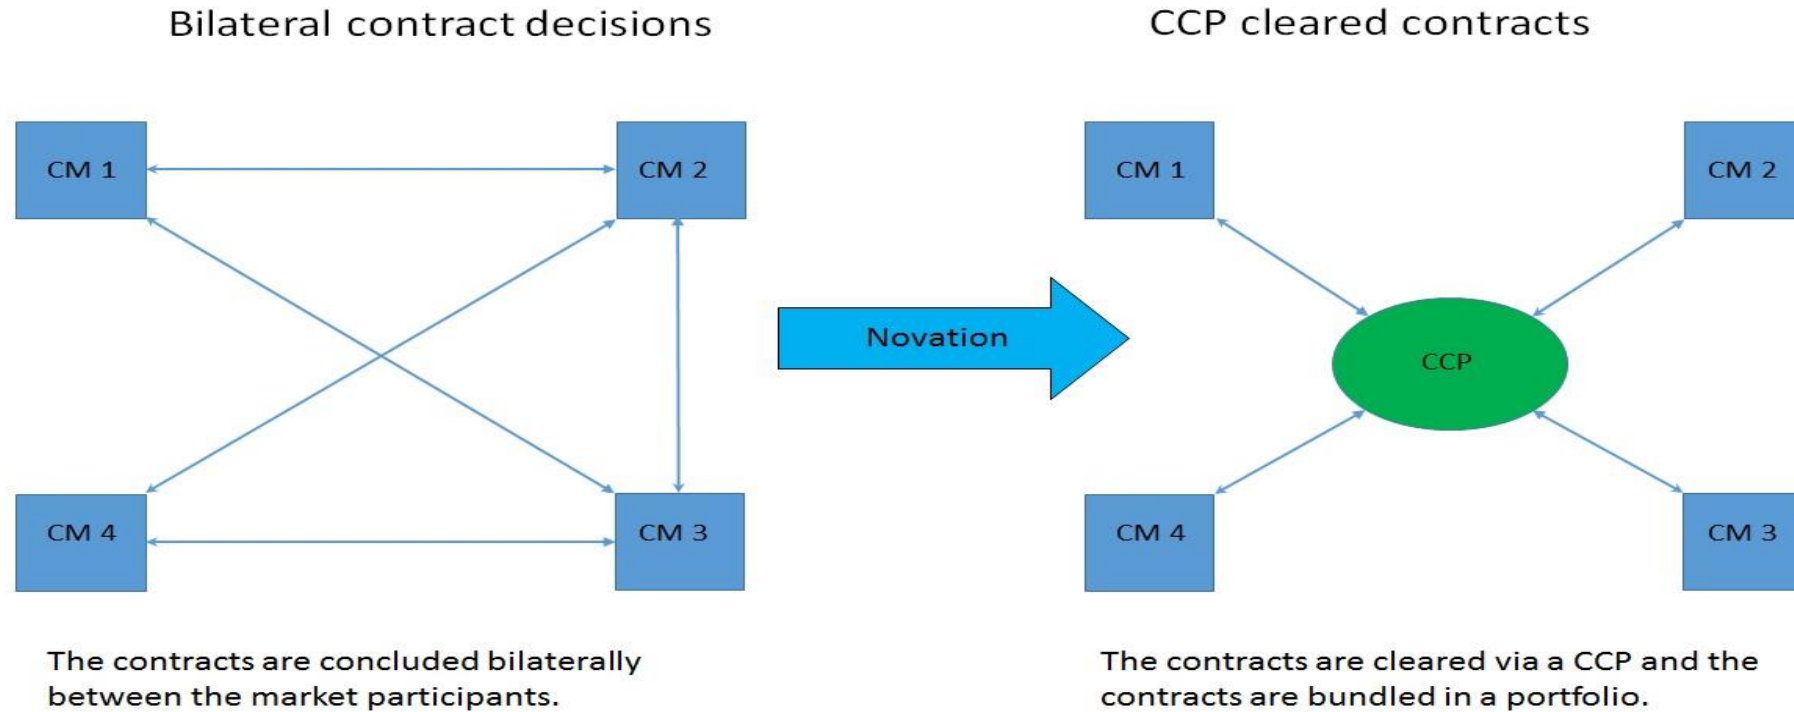 Bilateral contract decisions
CCP cleared contracts
CM 1
CM 2
CM 1
CM 2
Novation
CCP
CM 4
CM 3
CM 4
CM 3
The contracts are concluded bilaterally
between the market participants.
The contracts are cleared via a CCP and the
contracts are bundled in a portfolio.